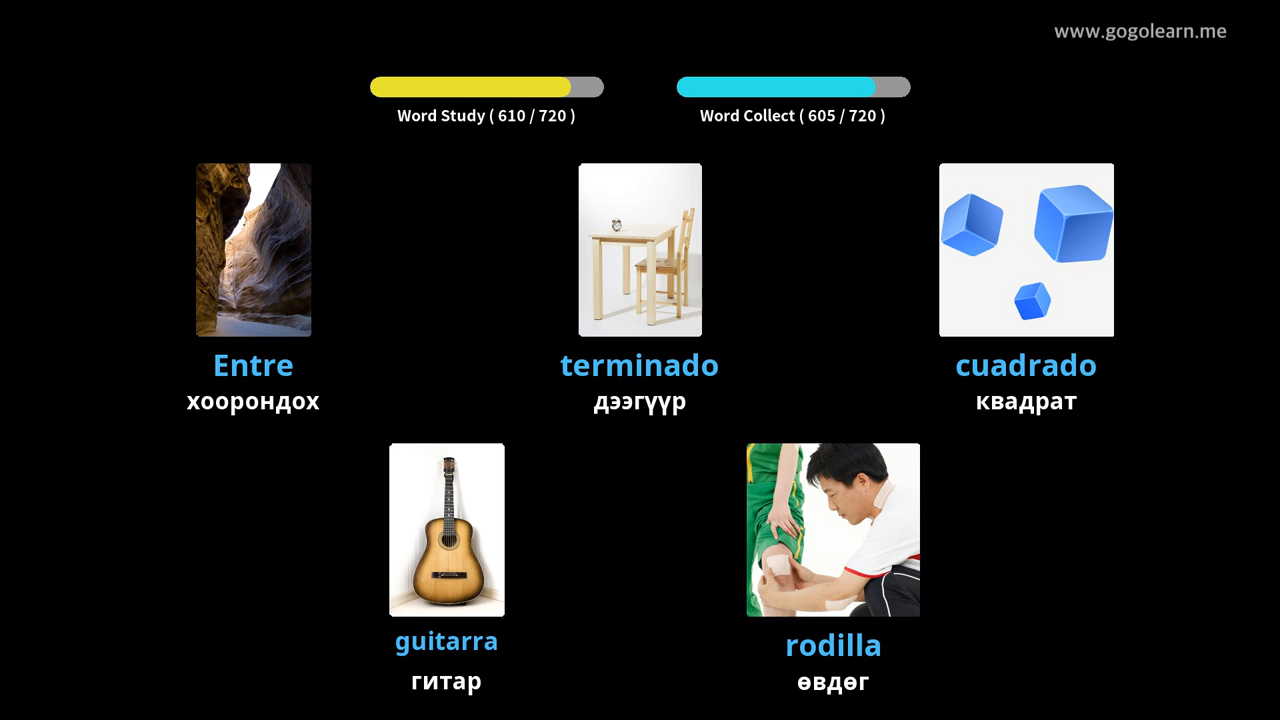 www.gogolearn.me
Word Study ( 610 / 720 )
Word Collect ( 605 / 720 )
Entre
хоорондох
terminado
дээгүүр
cuadrado
квадрат
guitarra
гитар
rodilla
өвдөг